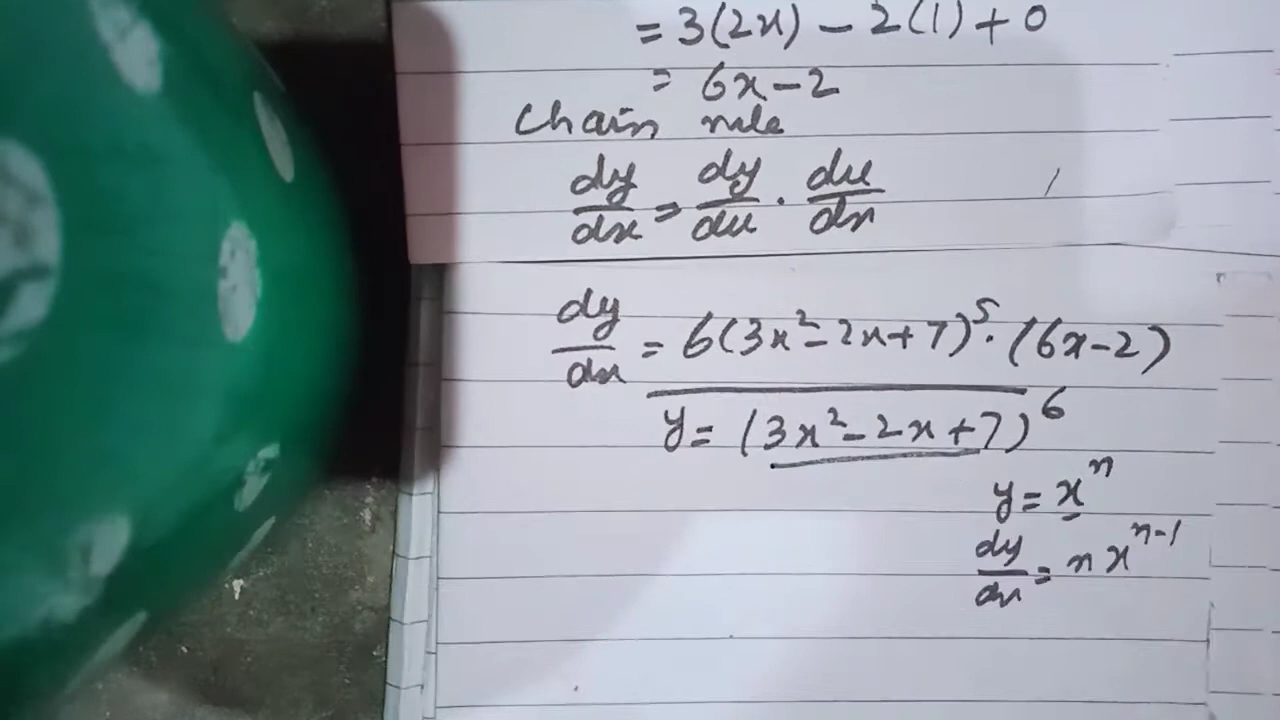 = 3(2x) - 2(1) + 0
= 6x - 2
Chain rule
dy/dx = dy/du · du/dx
dy/dx = 6(3x²-2x+7)⁵ · (6x-2)
y = (3x²-2x+7)⁶
y = xⁿ
dy/dx = n xⁿ⁻¹